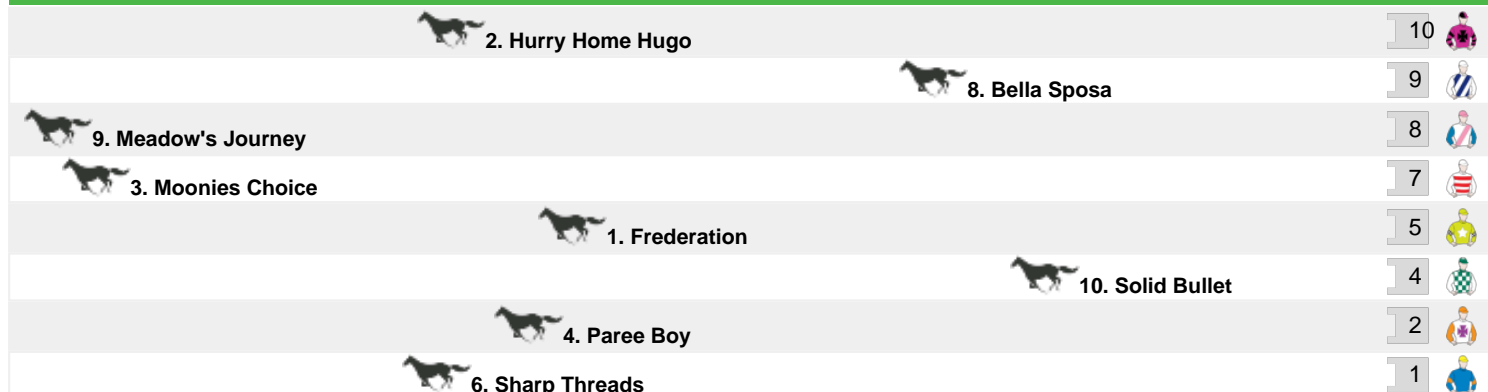 2. Hurry Home Hugo 10
8. Bella Sposa 9
9. Meadow's Journey 8
3. Moonies Choice 7
1. Frederation 5
10. Solid Bullet 4
4. Paree Boy 2
6. Sharp Threads 1